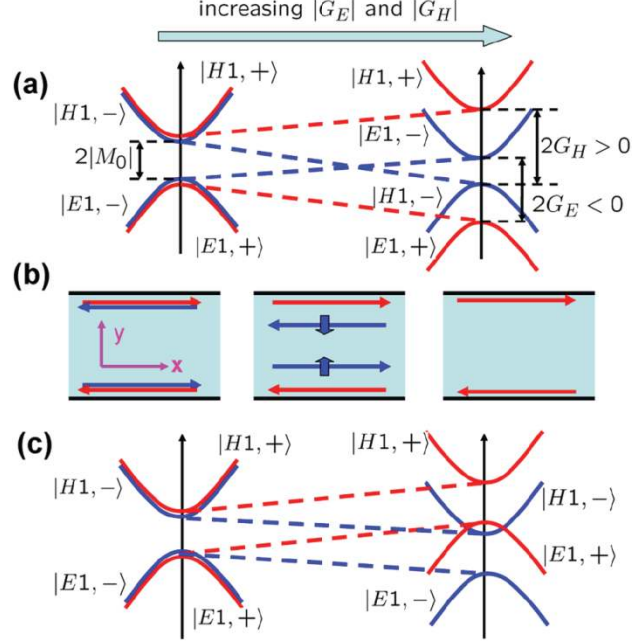 increasing |G_E| and |G_H|
(a)
|H1,+⟩
|H1,+⟩
|H1,−⟩
|E1,−⟩
2|M_0|
2G_H > 0
|E1,−⟩
|H1,−⟩
2G_E < 0
|E1,+⟩
|E1,+⟩
(b)
y
x
(c)
|H1,+⟩
|H1,+⟩
|H1,−⟩
|H1,−⟩
|E1,−⟩
|E1,+⟩
|E1,+⟩
|E1,−⟩